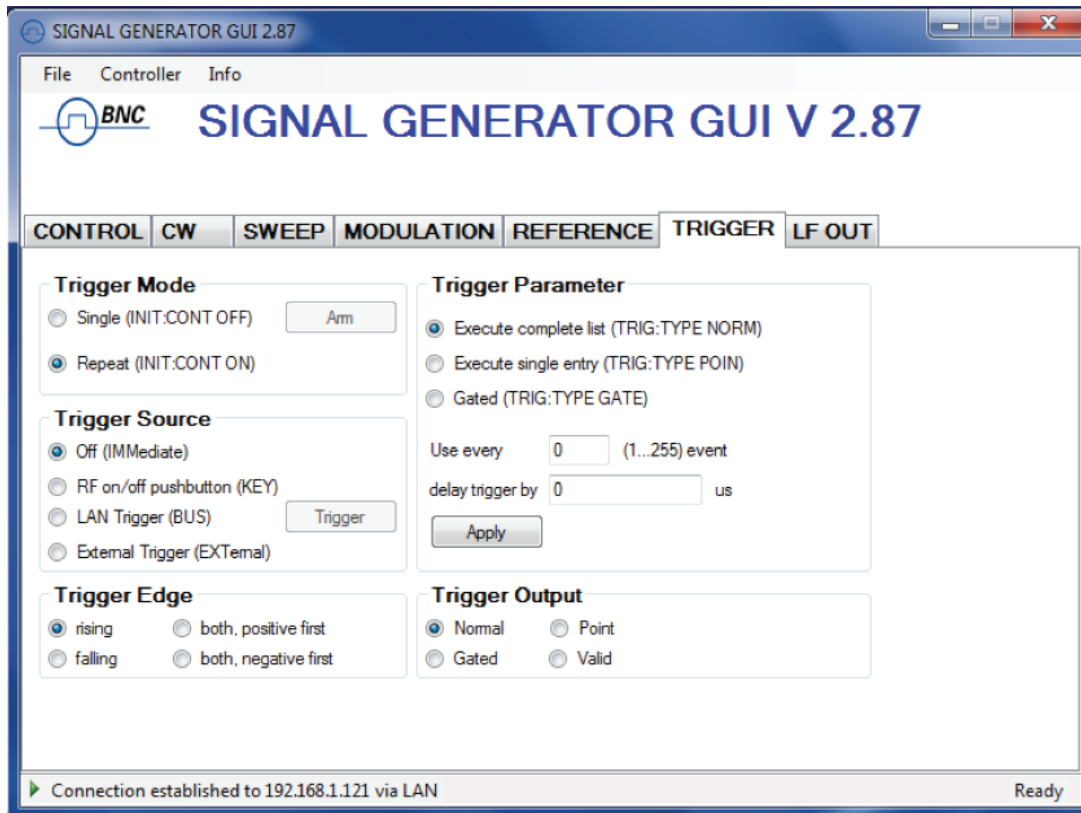 SIGNAL GENERATOR GUI 2.87
File Controller Info
BNC SIGNAL GENERATOR GUI V 2.87
CONTROL CW SWEEP MODULATION REFERENCE TRIGGER LF OUT
Trigger Mode
Single (INIT:CONT OFF) Arm
Repeat (INIT:CONT ON)
Trigger Source
Off (IMMediate)
RF on/off pushbutton (KEY)
LAN Trigger (BUS) Trigger
External Trigger (EXTernal)
Trigger Edge
rising both, positive first
falling both, negative first
Trigger Parameter
Execute complete list (TRIG:TYPE NORM)
Execute single entry (TRIG:TYPE POIN)
Gated (TRIG:TYPE GATE)
Use every 0 (1...255) event
delay trigger by 0 us
Apply
Trigger Output
Normal Point
Gated Valid
Connection established to 192.168.1.121 via LAN Ready